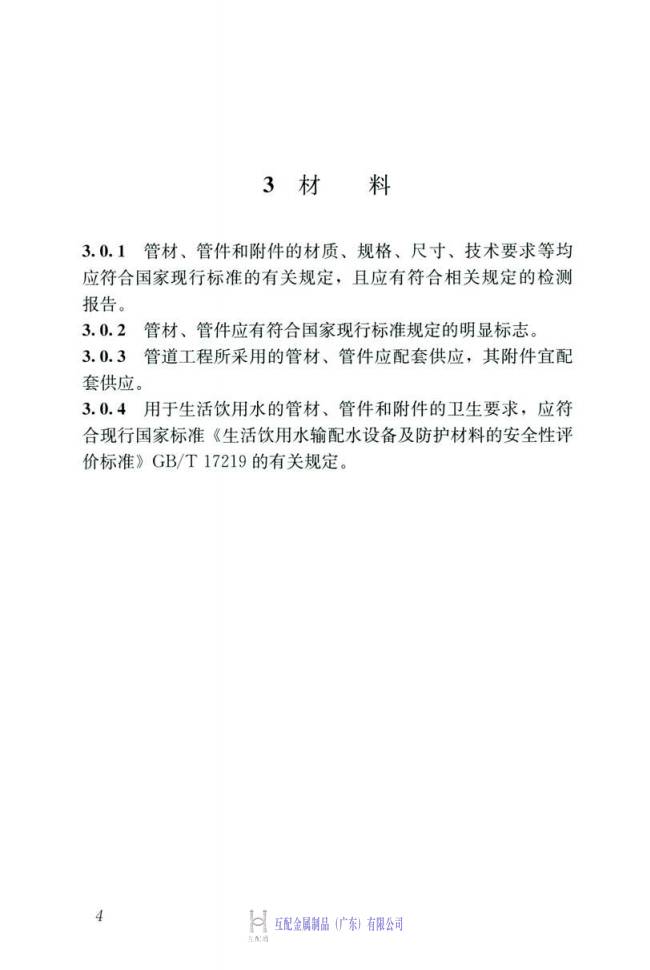 3 材 料
3.0.1 管材、管件和附件的材质、规格、尺寸、技术要求等均
应符合国家现行标准的有关规定，且应有符合相关规定的检测
报告。
3.0.2 管材、管件应有符合国家现行标准规定的明显标志。
3.0.3 管道工程所采用的管材、管件应配套供应，其附件宜配
套供应。
3.0.4 用于生活饮用水的管材、管件和附件的卫生要求，应符
合现行国家标准《生活饮用水输配水设备及防护材料的安全性评
价标准》GB/T 17219 的有关规定。
4
互配金属制品（广东）有限公司